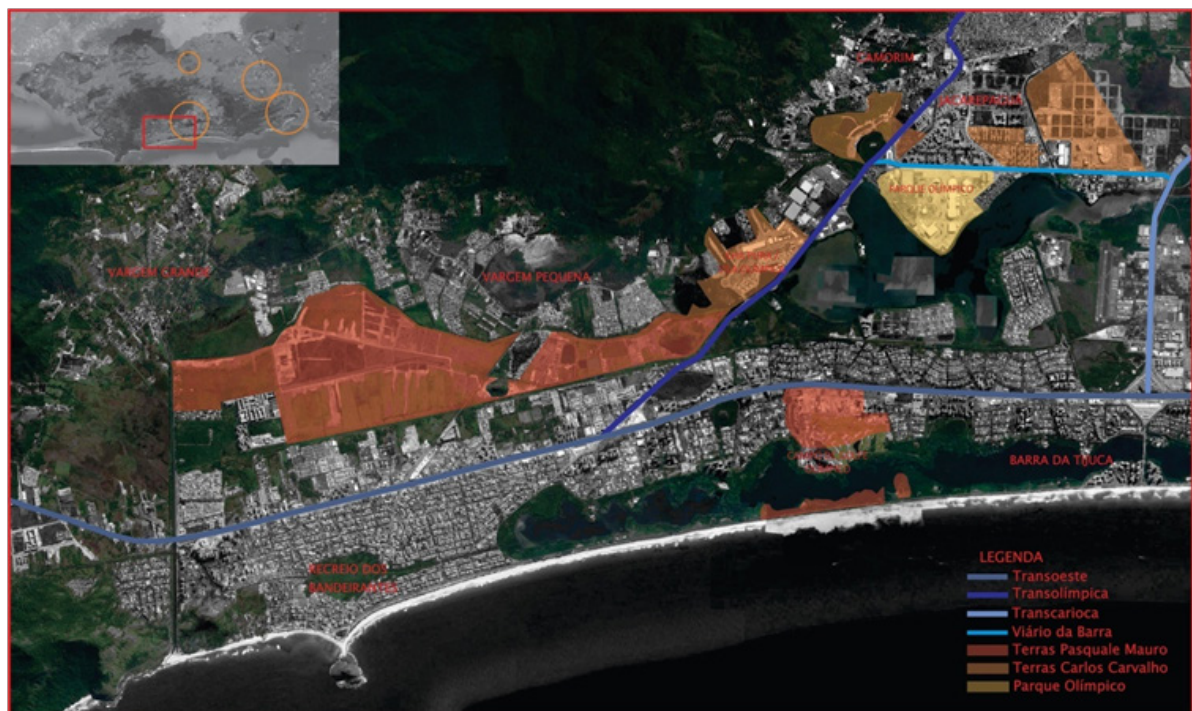 CAMORIM
JACAREPAGUÁ
PARQUE OLÍMPICO
VARGEM GRANDE
VARGEM PEQUENA
BARRA DA TIJUCA
RECREIO DOS
BANDEIRANTES
LEGENDA
Transoeste
Transolímpica
Transcarioca
Viário da Barra
Terras Pasquale Mauro
Terras Carlos Carvalho
Parque Olímpico